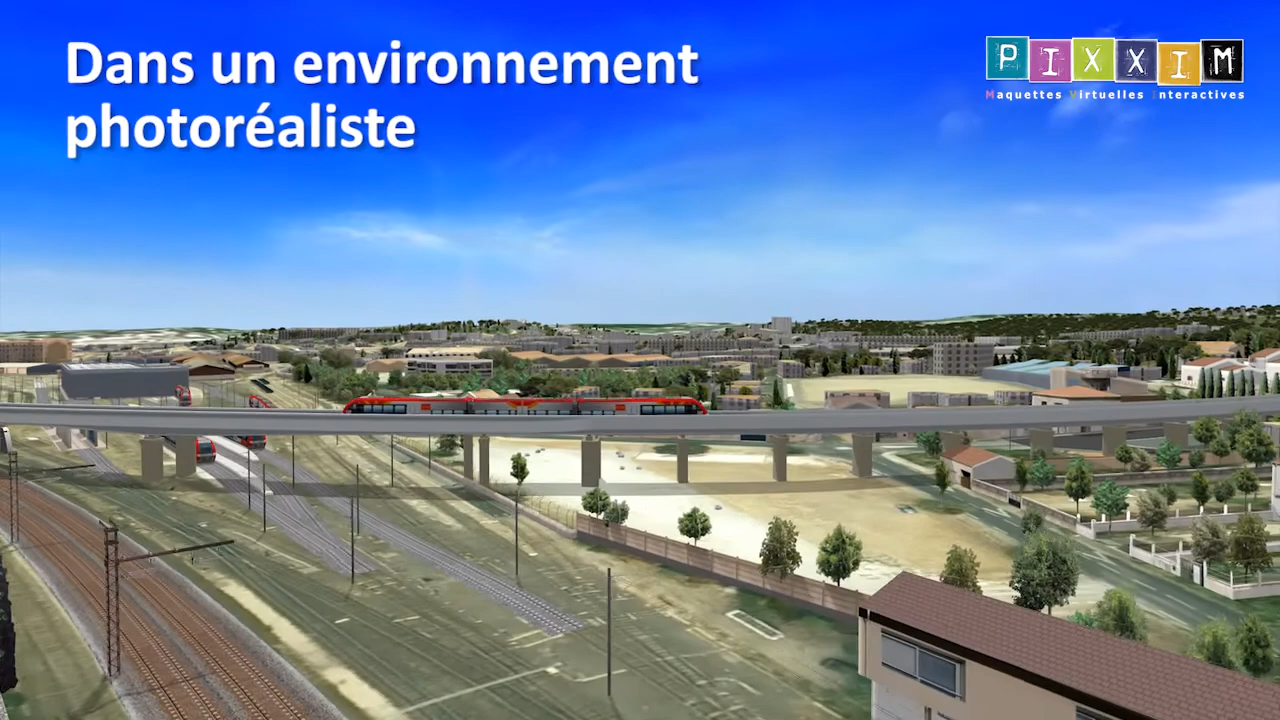 Dans un environnement
photoréaliste
PIXXIM
Maquettes Virtuelles Interactives